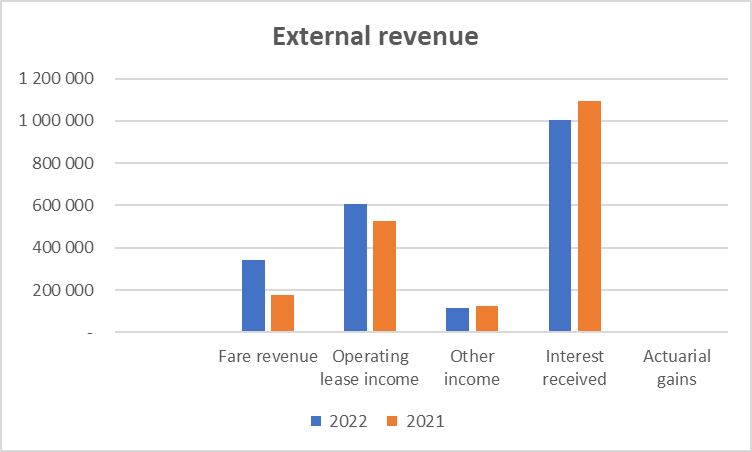 External revenue
1 200 000
1 000 000
800 000
600 000
400 000
200 000
-
Fare revenue
Operating
lease income
Other
income
Interest
received
Actuarial
gains
2022
2021